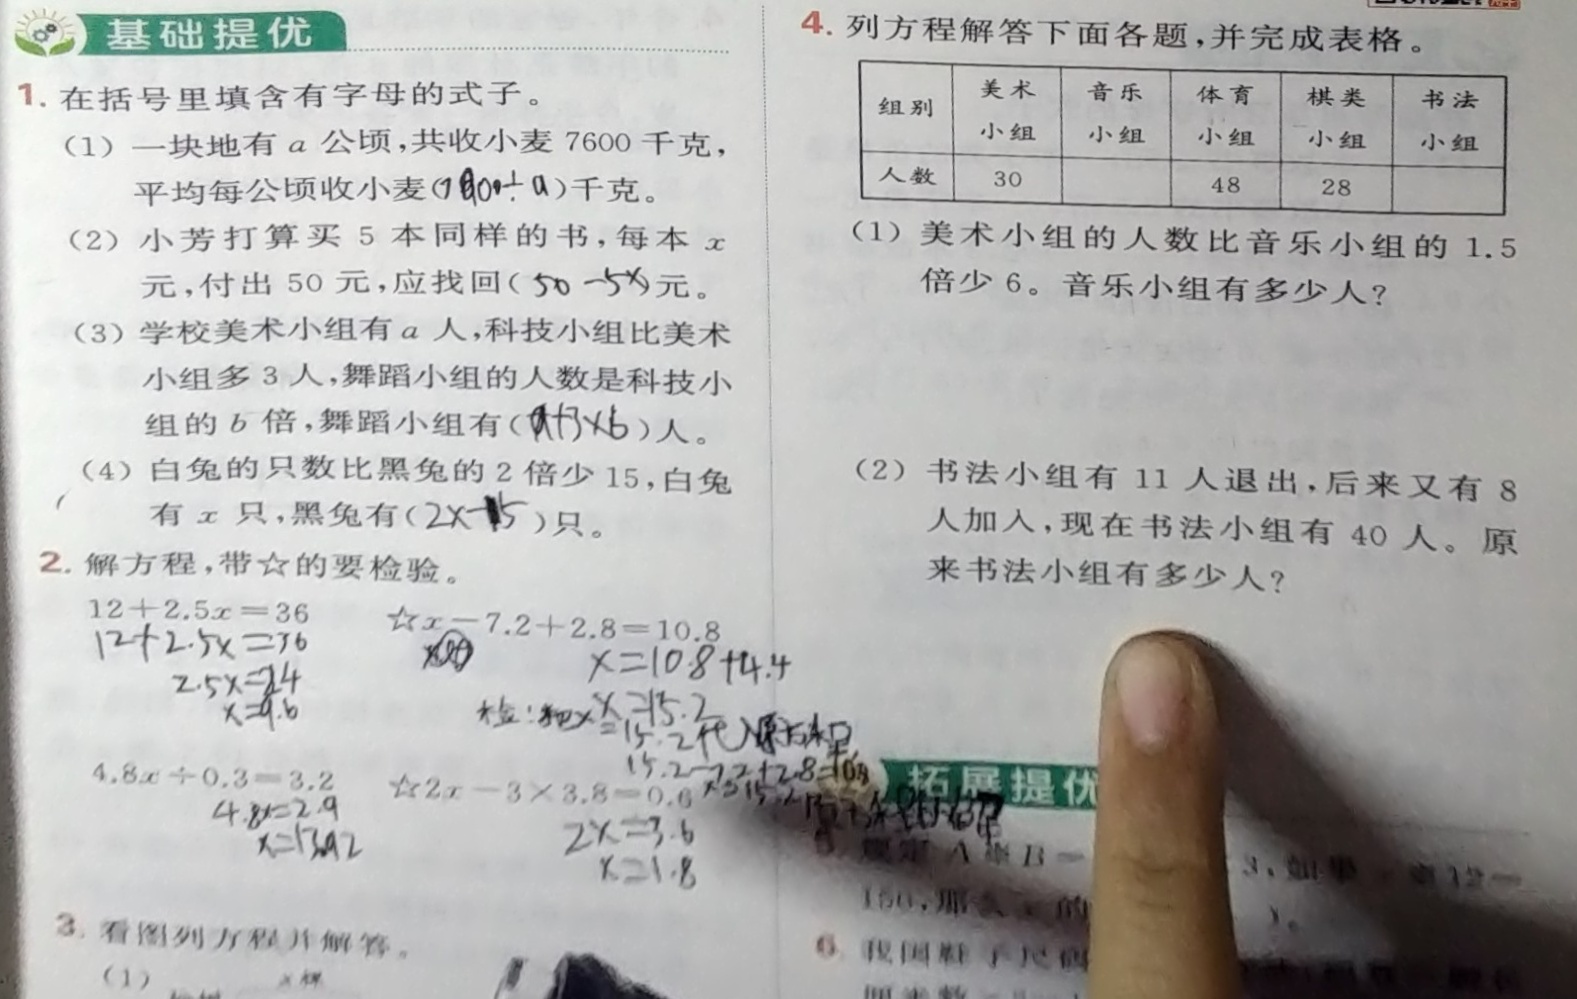 基础提优
1. 在括号里填含有字母的式子。
(1) 一块地有 a 公顷,共收小麦 7600 千克,
平均每公顷收小麦(7600÷a)千克。
(2) 小芳打算买 5 本同样的书,每本 x
元,付出 50 元,应找回(50-5x)元。
(3) 学校美术小组有 a 人,科技小组比美术
小组多 3 人,舞蹈小组的人数是科技小
组的 b 倍,舞蹈小组有(a+3×b)人。
(4) 白兔的只数比黑兔的 2 倍少 15,白兔
有 x 只,黑兔有(2x-15)只。
2. 解方程,带☆的要检验。
12+2.5x=36
12+2.5x=36
2.5x=24
x=9.6
☆x-7.2+2.8=10.8
x=10.8+4.4
x=15.2
检:把x
=15.2代入原方程
15.2-7.2+2.8=10.8
4.8x÷0.3=3.2
4.8x=2.9
☆2x-3×3.8=0.6
2x=3.6
x=1.8
3. 看图列方程并解答。
(1)
4. 列方程解答下面各题,并完成表格。
组别 美术小组 音乐小组 体育小组 棋类小组 书法小组
人数 30 48 28
(1) 美术小组的人数比音乐小组的 1.5
倍少 6。音乐小组有多少人?
(2) 书法小组有 11 人退出,后来又有 8
人加入,现在书法小组有 40 人。原
来书法小组有多少人?
拓展提优
规定 A B= 3,如果 12=
150,那么 x 的 )。
6. 我国鞋子尺码